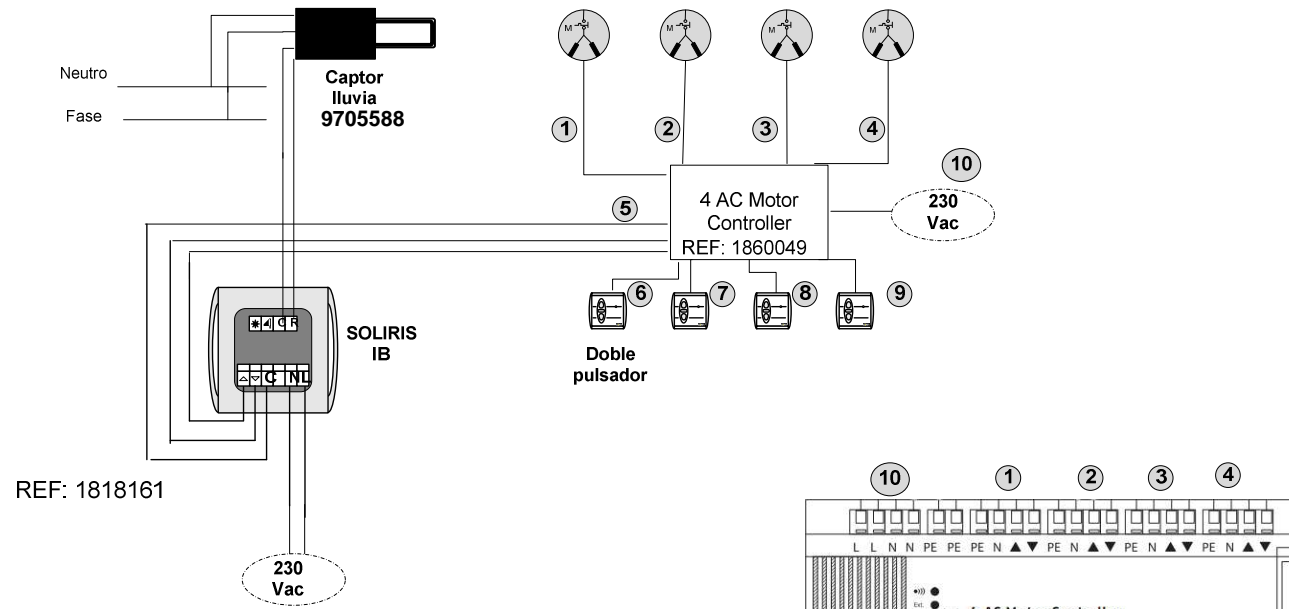 Neutro
Fase
Captor
lluvia
9705588
M
M
M
M
1
2
3
4
10
5
4 AC Motor
Controller
REF: 1860049
230
Vac
6
7
8
9
Doble
pulsador
C R
SOLIRIS
IB
C N L
REF: 1818161
230
Vac
10
1
2
3
4
L L N N PE PE PE N ▲ ▼ PE N ▲ ▼ PE N ▲ ▼ PE N ▲ ▼
Ext.